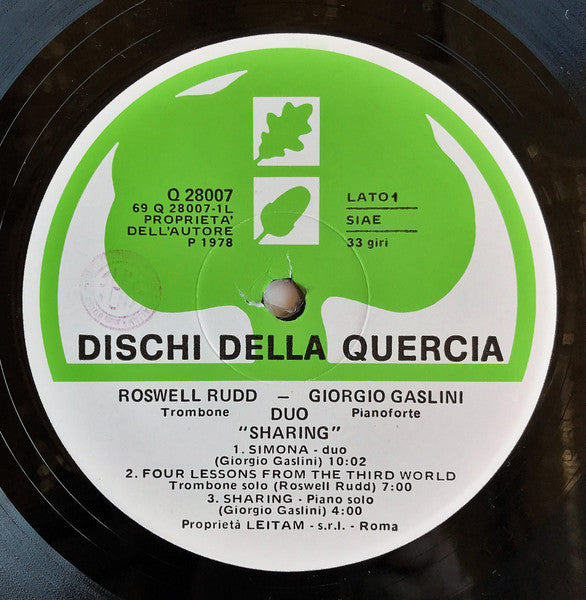 Q 28007
69 Q 28007-1L
PROPRIETA'
DELL'AUTORE
P 1978
LATO 1
SIAE
33 giri
DISCHI DELLA QUERCIA
ROSWELL RUDD – GIORGIO GASLINI
Trombone DUO Pianoforte
"SHARING"
1. SIMONA - duo
(Giorgio Gaslini) 10:02
2. FOUR LESSONS FROM THE THIRD WORLD
Trombone solo (Roswell Rudd) 7:00
3. SHARING - Piano solo
(Giorgio Gaslini) 4:00
Proprietà LEITAM - s.r.l. - Roma